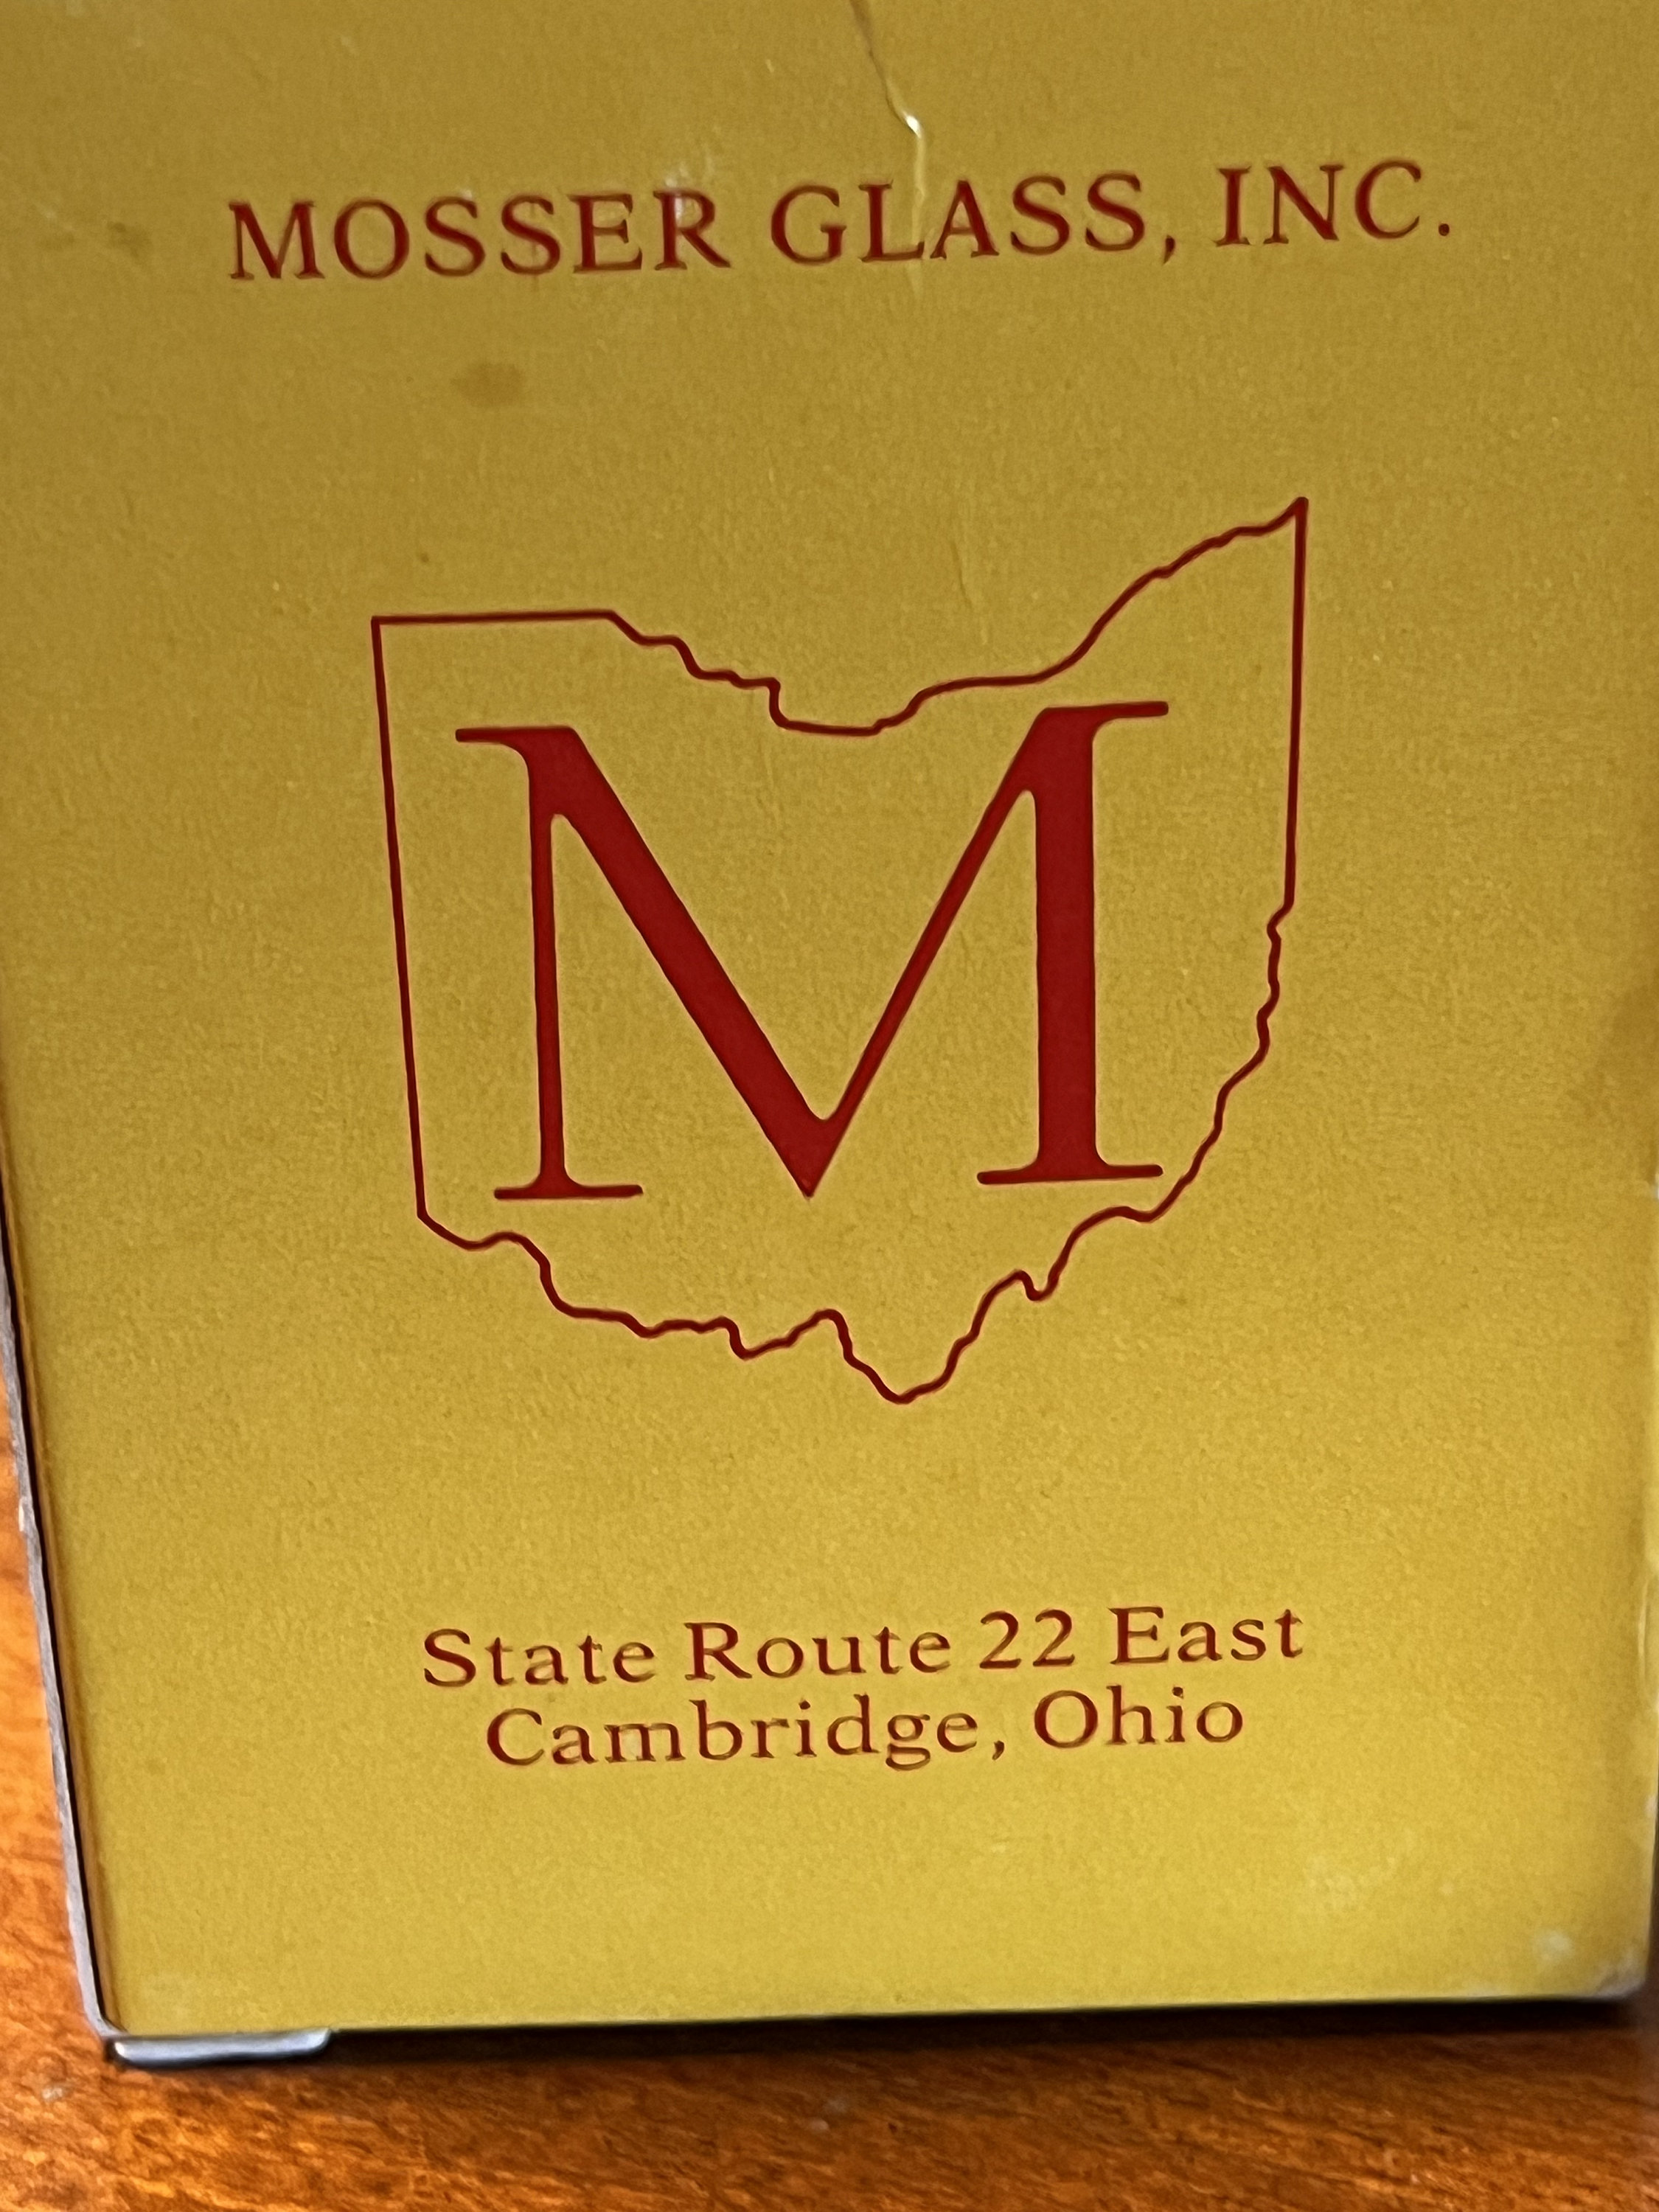 MOSSER GLASS, INC.
M
State Route 22 East
Cambridge, Ohio